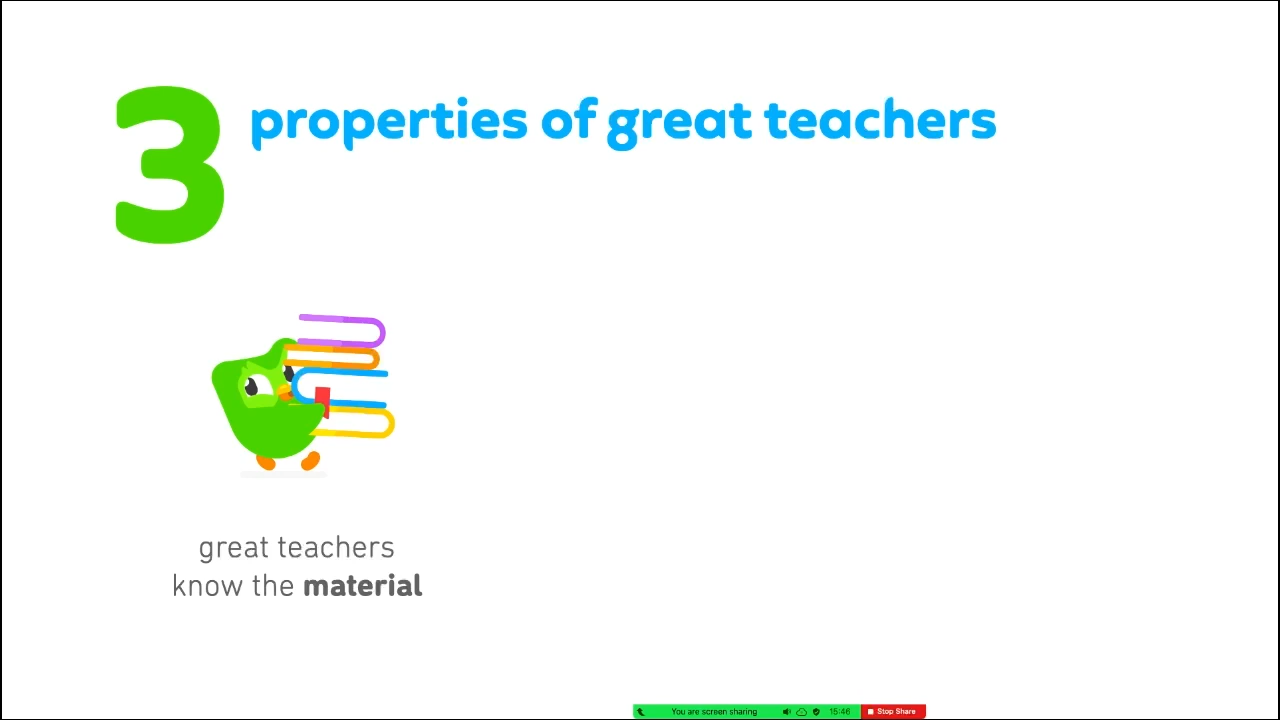 3 properties of great teachers
great teachers
know the material
You are screen sharing 15:46 Stop Share